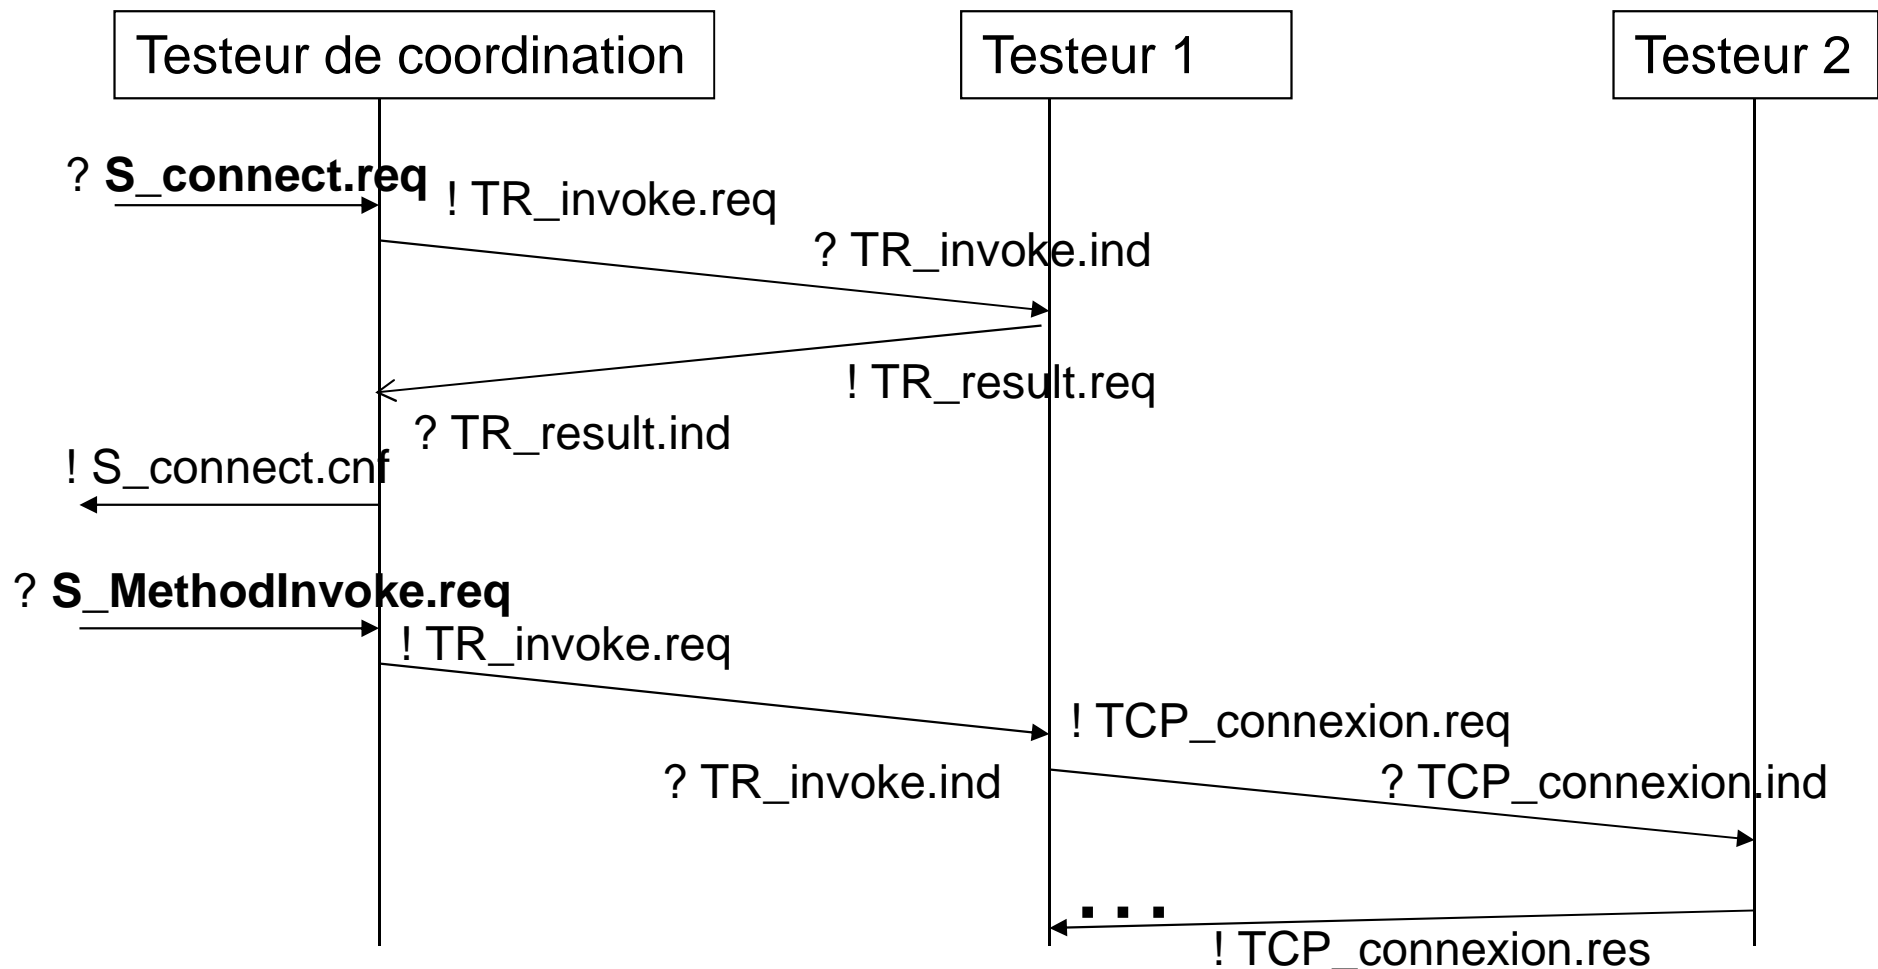 Testeur de coordination
Testeur 1
Testeur 2
? S_connect.req
! TR_invoke.req
? TR_invoke.ind
! TR_result.req
? TR_result.ind
! S_connect.cnf
? S_MethodInvoke.req
! TR_invoke.req
! TCP_connexion.req
? TR_invoke.ind
? TCP_connexion.ind
...
! TCP_connexion.res